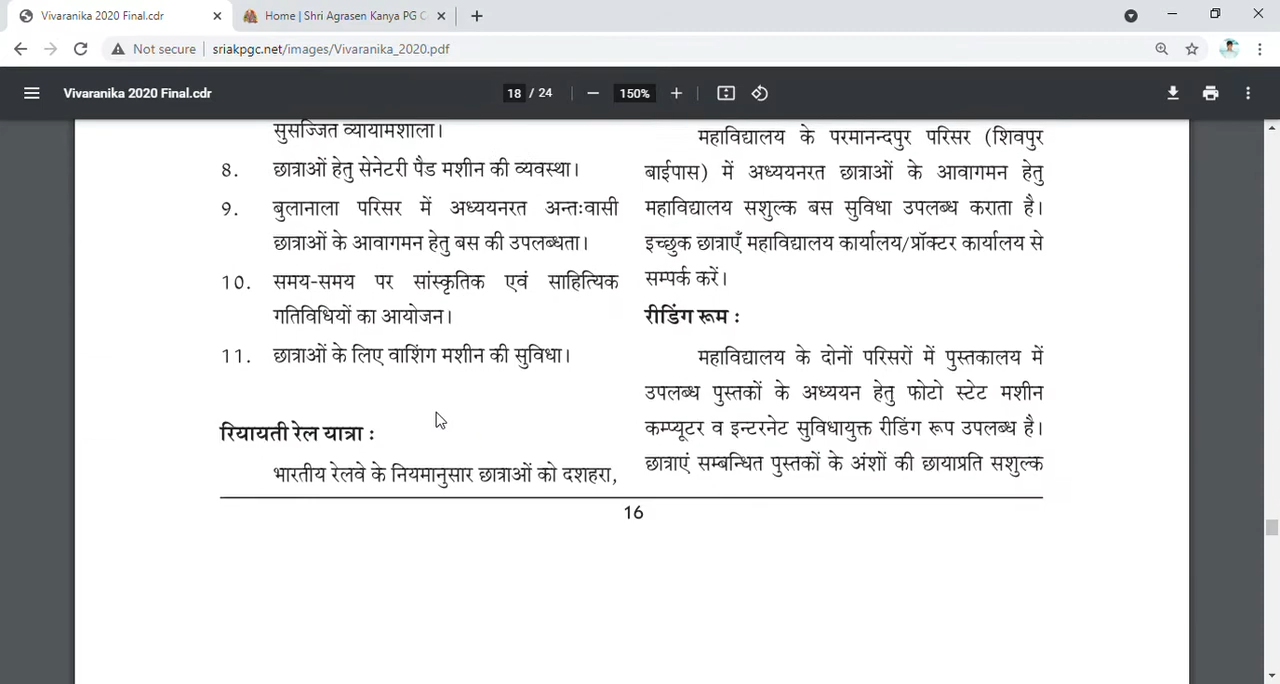 Vivaranika 2020 Final.cdr
Home | Shri Agrasen Kanya PG C
Not secure
sriakpgc.net/images/Vivaranika_2020.pdf
Vivaranika 2020 Final.cdr
18 / 24
150%
सुसज्जित व्यायामशाला।
8. छात्राओं हेतु सेनेटरी पैड मशीन की व्यवस्था।
9. बुलानाला परिसर में अध्ययनरत अन्तःवासी
छात्राओं के आवागमन हेतु बस की उपलब्धता।
10. समय-समय पर सांस्कृतिक एवं साहित्यिक
गतिविधियों का आयोजन।
11. छात्राओं के लिए वाशिंग मशीन की सुविधा।
रियायती रेल यात्रा :
भारतीय रेलवे के नियमानुसार छात्राओं को दशहरा,
महाविद्यालय के परमानन्दपुर परिसर (शिवपुर
बाईपास) में अध्ययनरत छात्राओं के आवागमन हेतु
महाविद्यालय सशुल्क बस सुविधा उपलब्ध कराता है।
इच्छुक छात्राएँ महाविद्यालय कार्यालय/प्रॉक्टर कार्यालय से
सम्पर्क करें।
रीडिंग रूम :
महाविद्यालय के दोनों परिसरों में पुस्तकालय में
उपलब्ध पुस्तकों के अध्ययन हेतु फोटो स्टेट मशीन
कम्प्यूटर व इन्टरनेट सुविधायुक्त रीडिंग रूप उपलब्ध है।
छात्राएं सम्बन्धित पुस्तकों के अंशों की छायाप्रति सशुल्क
16